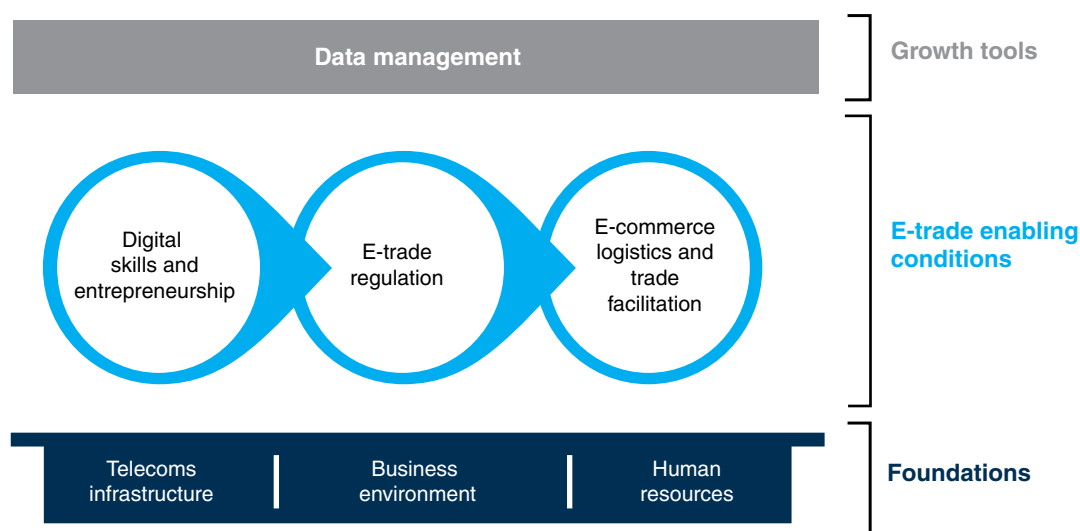 Data management
Growth tools
Digital
skills and
entrepreneurship
E-trade
regulation
E-commerce
logistics and
trade
facilitation
E-trade enabling
conditions
Telecoms
infrastructure
Business
environment
Human
resources
Foundations